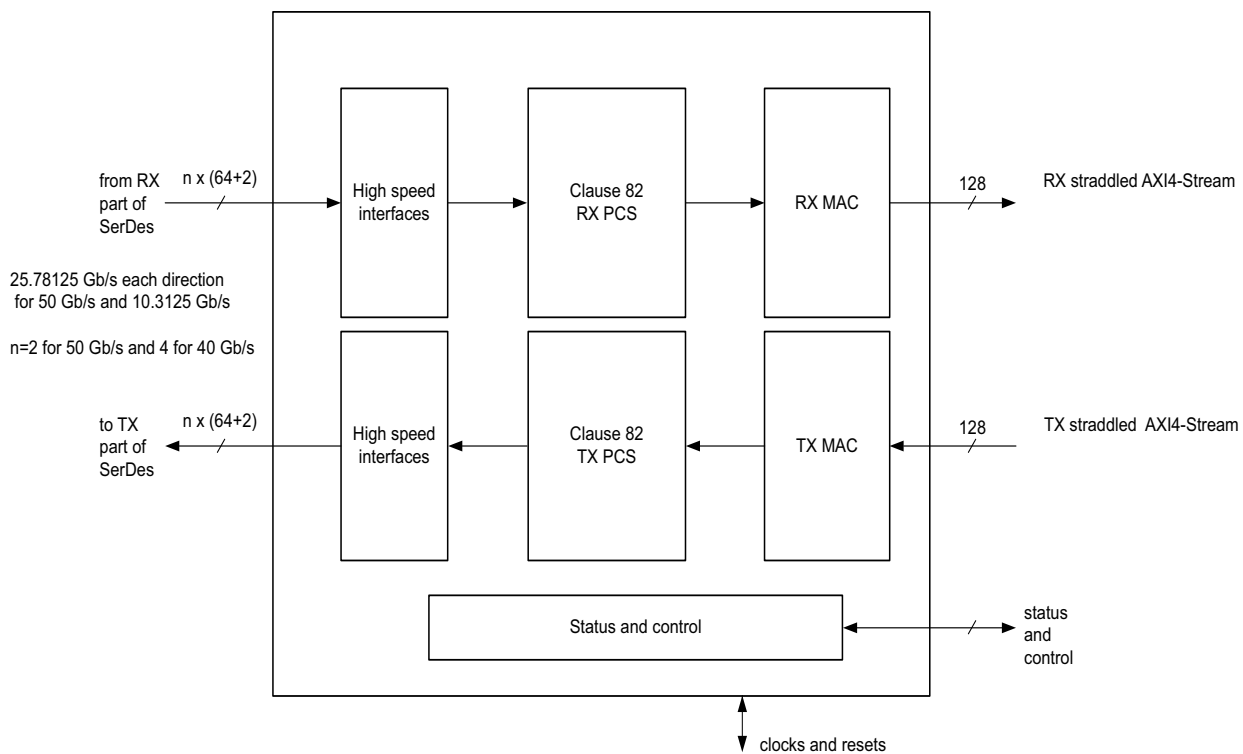 from RX
part of
SerDes
n x (64+2)
High speed
interfaces
Clause 82
RX PCS
RX MAC
128
RX straddled AXI4-Stream
25.78125 Gb/s each direction
for 50 Gb/s and 10.3125 Gb/s
n=2 for 50 Gb/s and 4 for 40 Gb/s
to TX
part of
SerDes
n x (64+2)
High speed
interfaces
Clause 82
TX PCS
TX MAC
128
TX straddled AXI4-Stream
Status and control
status
and
control
clocks and resets